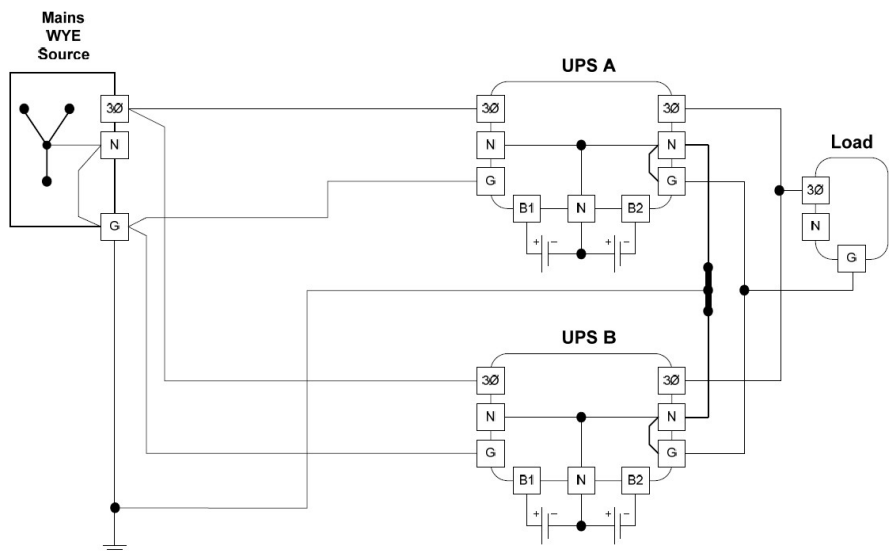 Mains
WYE
Source
3Ø
N
G
UPS A
3Ø
N
G
B1
N
B2
3Ø
N
G
+
−
+
−
Load
3Ø
N
G
UPS B
3Ø
N
G
B1
N
B2
3Ø
N
G
+
−
+
−